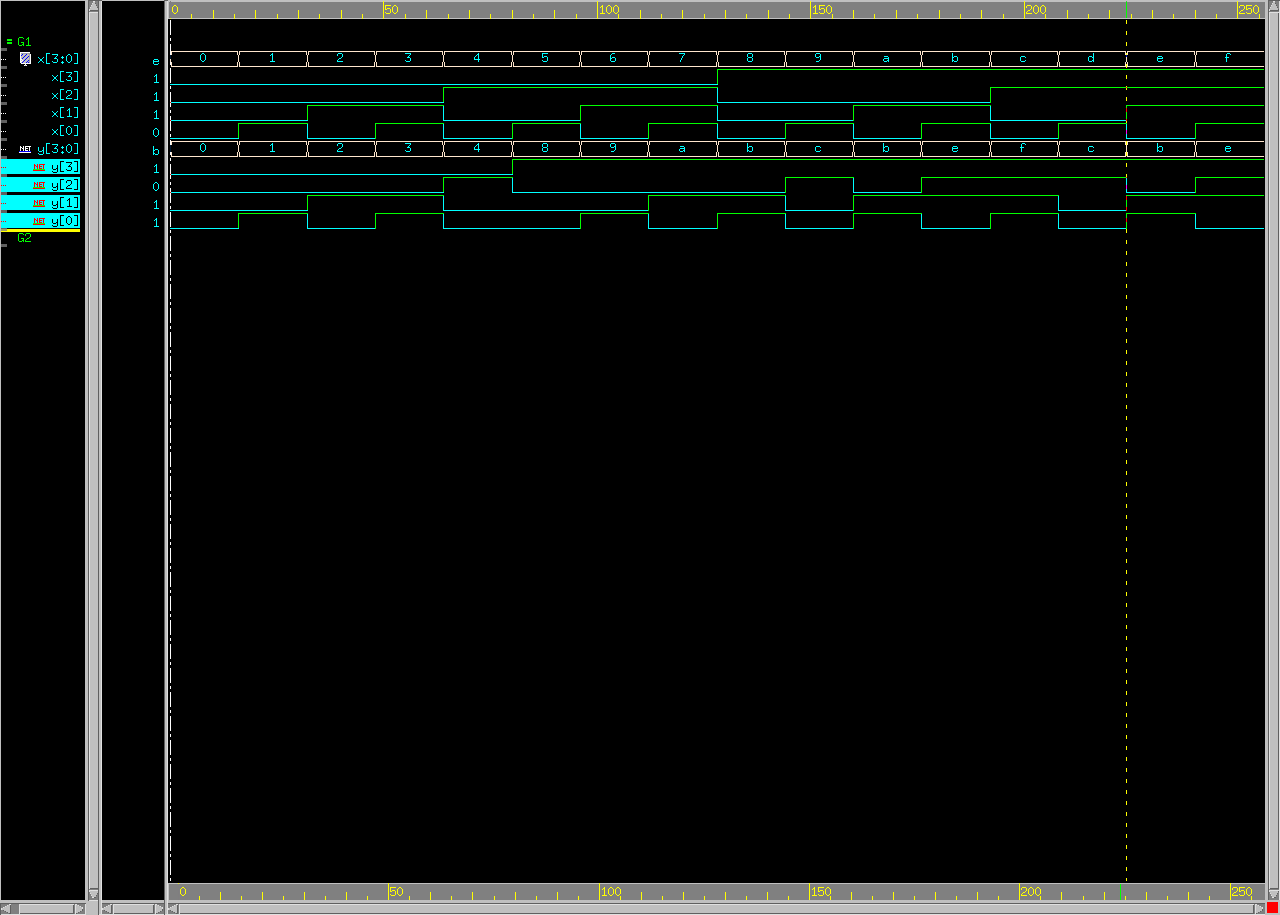 0 50 100 150 200 250
= G1
x[3:0] e 0 1 2 3 4 5 6 7 8 9 a b c d e f
x[3] 1
x[2] 1
x[1] 1
x[0] 0
NET y[3:0] b 0 1 2 3 4 8 9 a b c b e f c b e
NET y[3] 1
NET y[2] 0
NET y[1] 1
NET y[0] 1
G2
0 50 100 150 200 250